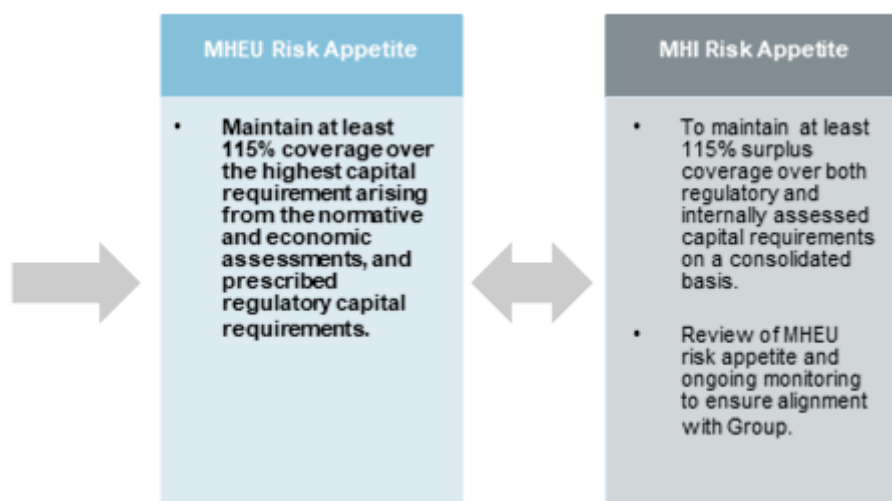 MHEU Risk Appetite
• Maintain at least
115% coverage over
the highest capital
requirement arising
from the normative
and economic
assessments, and
prescribed
regulatory capital
requirements.
MHI Risk Appetite
• To maintain at least
115% surplus
coverage over both
regulatory and
internally assessed
capital requirements
on a consolidated
basis.
• Review of MHEU
risk appetite and
ongoing monitoring
to ensure alignment
with Group.